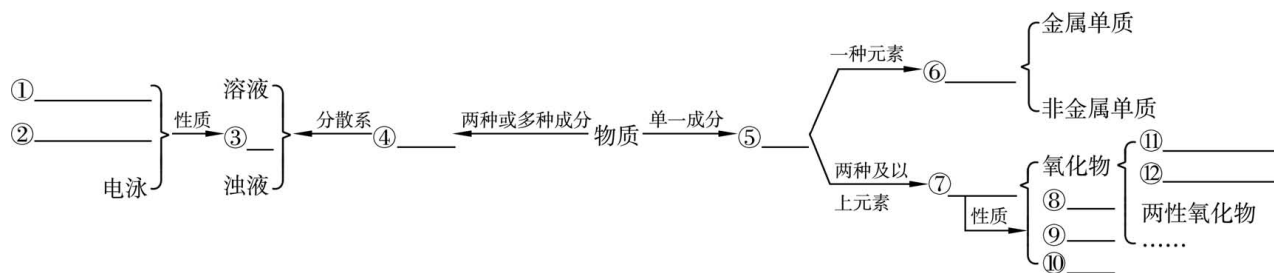 金属单质
一种元素
⑥
①
溶液
非金属单质
性质
分散系
两种或多种成分
物质
单一成分
②
③
④
⑤
⑪
两种及以
氧化物
电泳
浊液
⑦
⑫
上元素
性质
⑧
两性氧化物
⑨
……
⑩